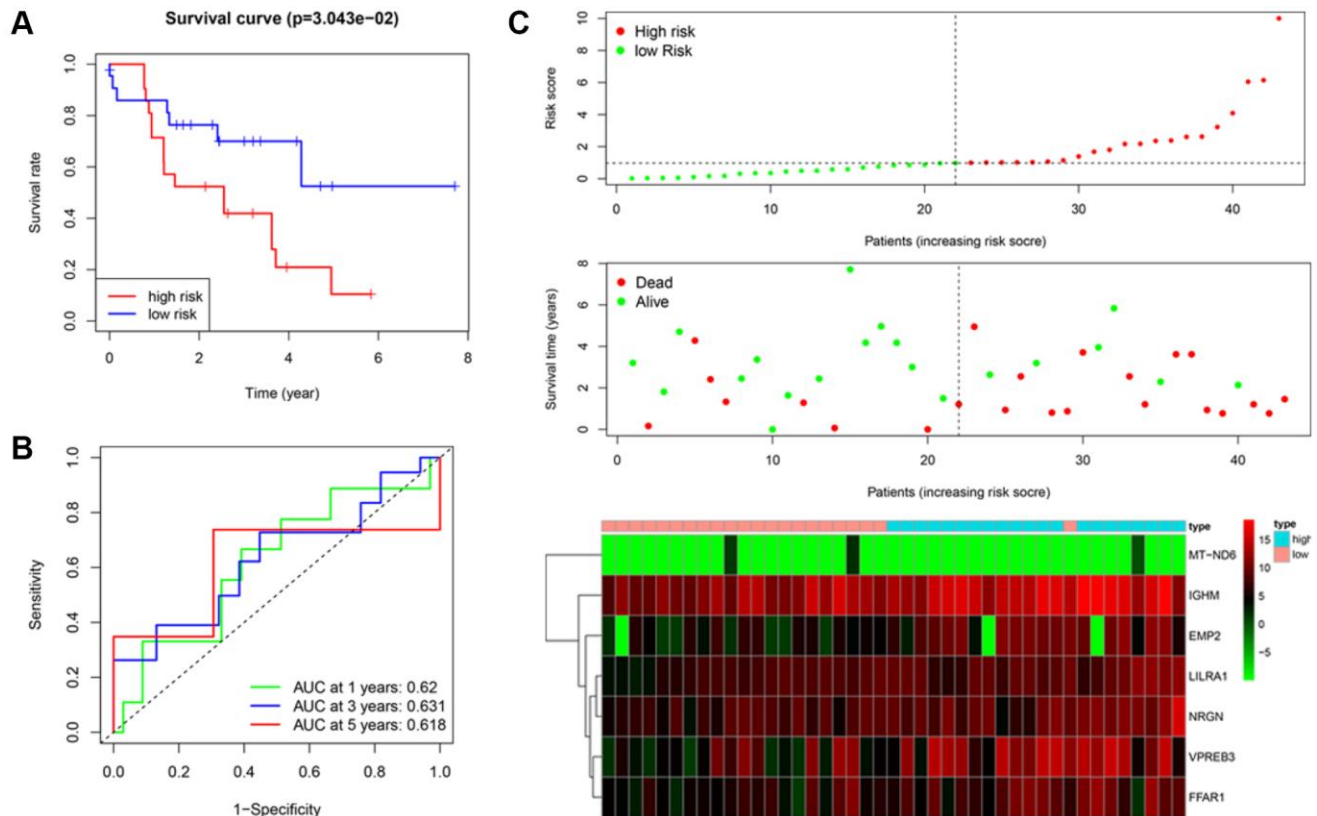 A
Survival curve (p=3.043e−02)
Survival rate
1.0
0.8
0.6
0.4
0.2
0.0
high risk
low risk
0 2 4 6 8
Time (year)
B
Sensitivity
1.0
0.8
0.6
0.4
0.2
0.0
AUC at 1 years: 0.62
AUC at 3 years: 0.631
AUC at 5 years: 0.618
0.0 0.2 0.4 0.6 0.8 1.0
1−Specificity
C
Risk score
10
8
6
4
2
0
High risk
low Risk
0 10 20 30 40
Patients (increasing risk socre)
Survival time (years)
8
6
4
2
0
Dead
Alive
0 10 20 30 40
Patients (increasing risk socre)
type
MT−ND6
IGHM
EMP2
LILRA1
NRGN
VPREB3
FFAR1
15
10
5
0
−5
type
high
low